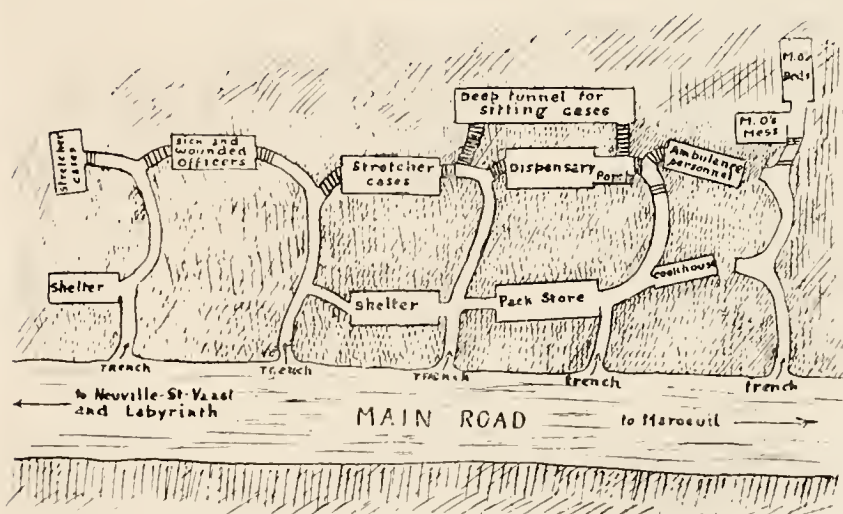 M.O's
Beds
Deep tunnel for
Sitting cases
M. O's
Mess
Stretcher
cases
Sick and
wounded
Officers
Stretcher
cases
Dispensary
Porch
Ambulance
personnel
Shelter
Shelter
Pack Store
Cookhouse
Trench
Trench
Trench
trench
trench
to Neuville-St-Vaast
and Labyrinth
MAIN ROAD
to Maroeuil